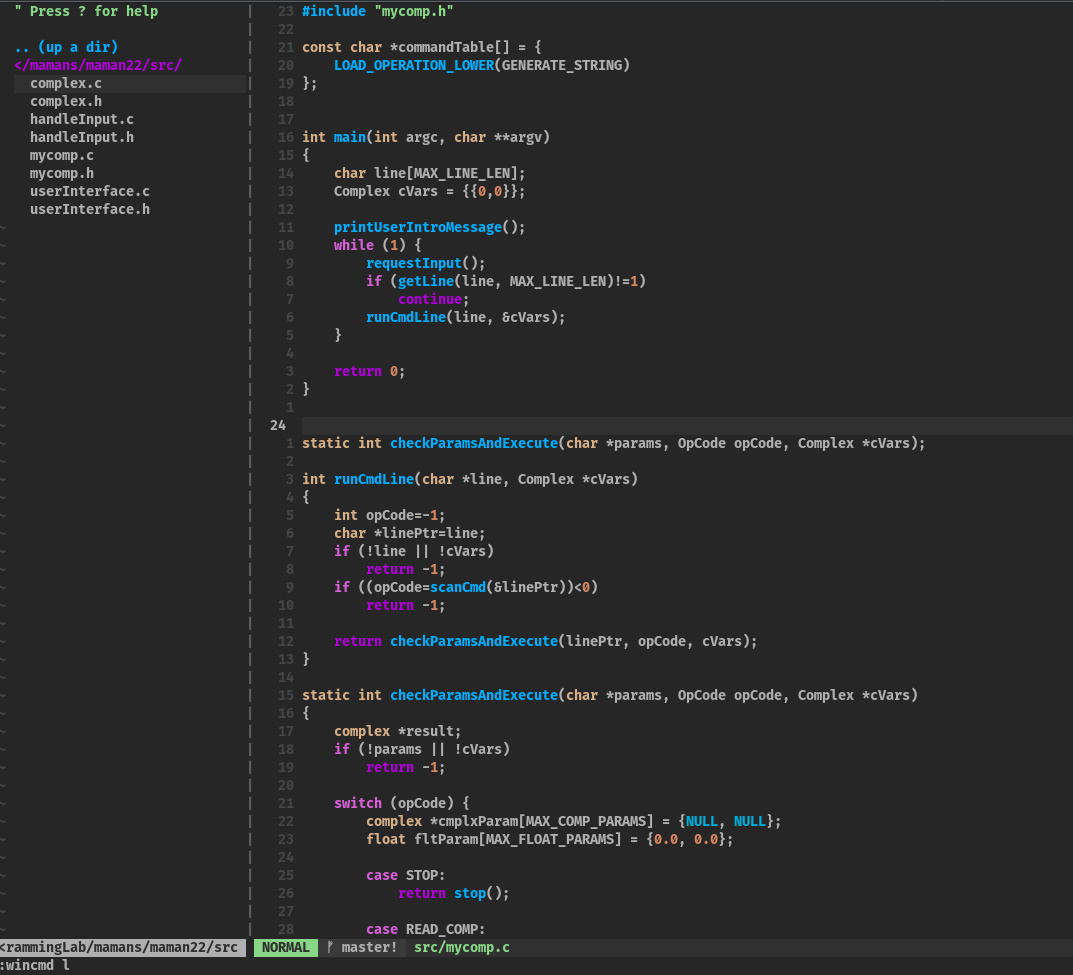 " Press ? for help
.. (up a dir)
</mamans/maman22/src/
complex.c
complex.h
handleInput.c
handleInput.h
mycomp.c
mycomp.h
userInterface.c
userInterface.h
23 #include "mycomp.h"
22
21 const char *commandTable[] = {
20     LOAD_OPERATION_LOWER(GENERATE_STRING)
19 };
18
17
16 int main(int argc, char **argv)
15 {
14     char line[MAX_LINE_LEN];
13     Complex cVars = {{0,0}};
12
11     printUserIntroMessage();
10     while (1) {
9         requestInput();
8         if (getLine(line, MAX_LINE_LEN)!=1)
7             continue;
6         runCmdLine(line, &cVars);
5     }
4
3     return 0;
2 }
1
24
1 static int checkParamsAndExecute(char *params, OpCode opCode, Complex *cVars);
2
3 int runCmdLine(char *line, Complex *cVars)
4 {
5     int opCode=-1;
6     char *linePtr=line;
7     if (!line || !cVars)
8         return -1;
9     if ((opCode=scanCmd(&linePtr))<0)
10         return -1;
11
12     return checkParamsAndExecute(linePtr, opCode, cVars);
13 }
14
15 static int checkParamsAndExecute(char *params, OpCode opCode, Complex *cVars)
16 {
17     complex *result;
18     if (!params || !cVars)
19         return -1;
20
21     switch (opCode) {
22         complex *cmplxParam[MAX_COMP_PARAMS] = {NULL, NULL};
23         float fltParam[MAX_FLOAT_PARAMS] = {0.0, 0.0};
24
25         case STOP:
26             return stop();
27
28         case READ_COMP:
<rammingLab/mamans/maman22/src NORMAL master! src/mycomp.c
:wincmd l